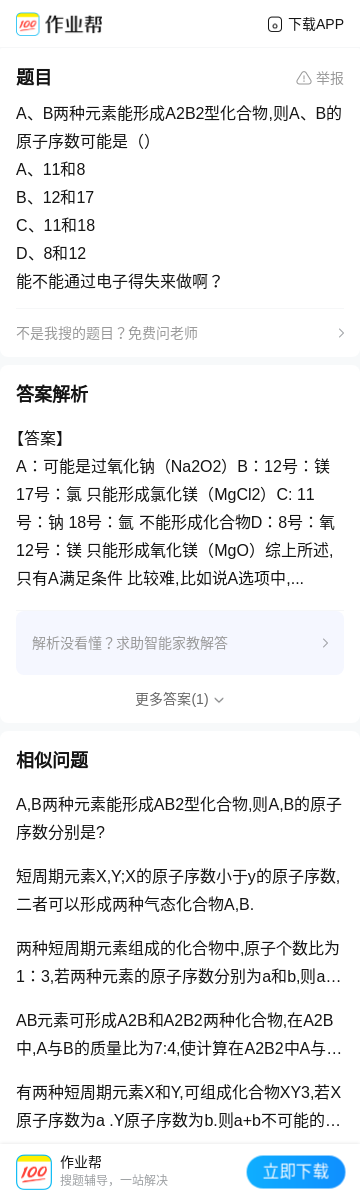 作业帮
下载APP
题目
举报
A、B两种元素能形成A2B2型化合物,则A、B的
原子序数可能是（）
A、11和8
B、12和17
C、11和18
D、8和12
能不能通过电子得失来做啊？
不是我搜的题目？免费问老师
答案解析
【答案】
A：可能是过氧化钠（Na2O2）B：12号：镁
17号：氯 只能形成氯化镁（MgCl2）C: 11
号：钠 18号：氩 不能形成化合物D：8号：氧
12号：镁 只能形成氧化镁（MgO）综上所述,
只有A满足条件 比较难,比如说A选项中,...
解析没看懂？求助智能家教解答
更多答案(1)
相似问题
A,B两种元素能形成AB2型化合物,则A,B的原子
序数分别是?
短周期元素X,Y;X的原子序数小于y的原子序数,
二者可以形成两种气态化合物A,B.
两种短周期元素组成的化合物中,原子个数比为
1：3,若两种元素的原子序数分别为a和b,则a…
AB元素可形成A2B和A2B2两种化合物,在A2B
中,A与B的质量比为7:4,使计算在A2B2中A与…
有两种短周期元素X和Y,可组成化合物XY3,若X
原子序数为a .Y原子序数为b.则a+b不可能的…
作业帮
搜题辅导，一站解决
立即下载